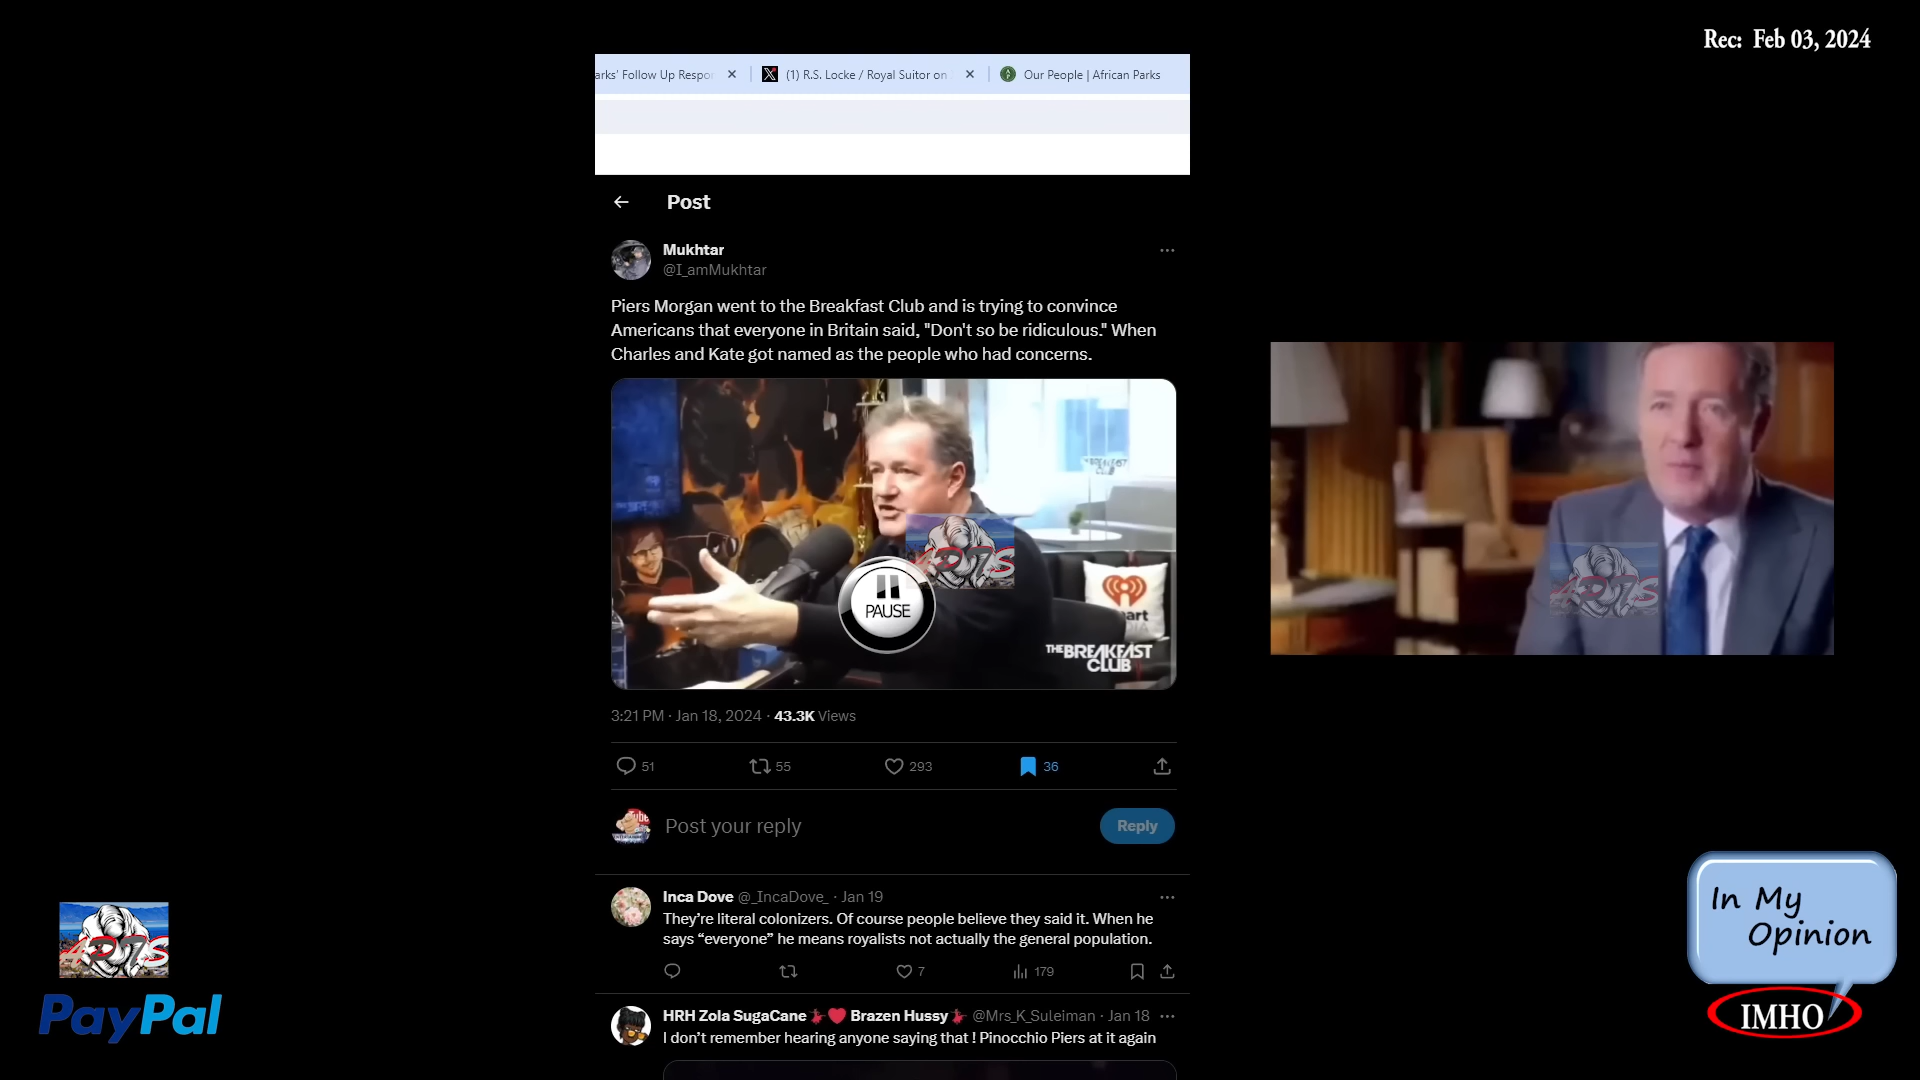 Rec: Feb 03, 2024
arks' Follow Up Respo
(1) R.S. Locke / Royal Suitor on
Our People | African Parks
Post
Mukhtar
@I_amMukhtar
Piers Morgan went to the Breakfast Club and is trying to convince
Americans that everyone in Britain said, "Don't so be ridiculous." When
Charles and Kate got named as the people who had concerns.
BREAKFAST
CLUB
PAUSE
THE BREAKFAST
CLUB
3:21 PM · Jan 18, 2024 · 43.3K Views
51
55
293
36
Post your reply
Reply
Inca Dove @_IncaDove_ · Jan 19
They're literal colonizers. Of course people believe they said it. When he
says “everyone” he means royalists not actually the general population.
7
179
HRH Zola SugaCane Brazen Hussy @Mrs_K_Suleiman · Jan 18
I don't remember hearing anyone saying that ! Pinocchio Piers at it again
PayPal
In My
Opinion
IMHO